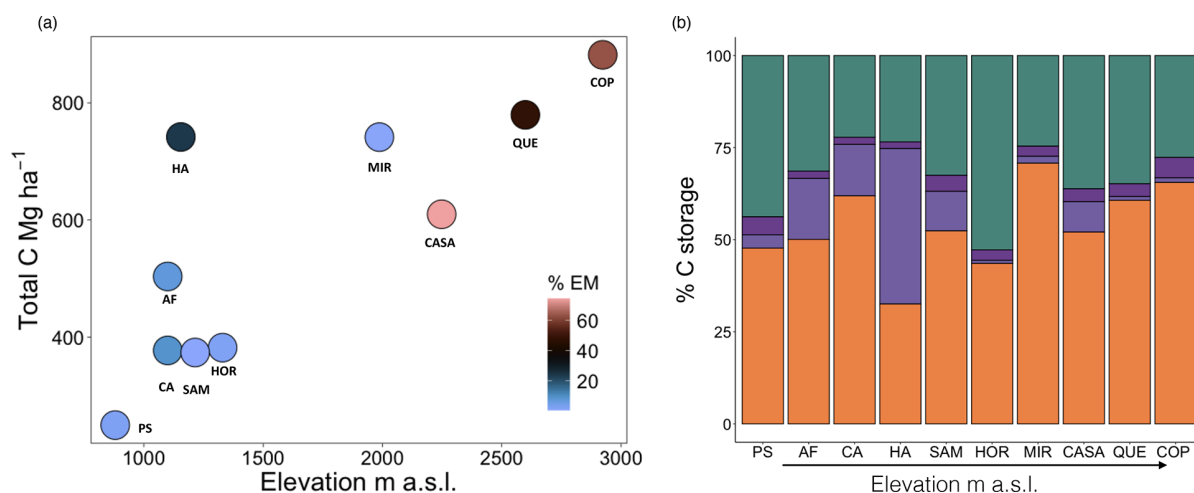 (a)
Total C Mg ha⁻¹
800
600
400
COP
QUE
HA
MIR
CASA
AF
HOR
CA
SAM
PS
% EM
60
40
20
1000
1500
2000
2500
3000
Elevation m a.s.l.
(b)
% C storage
100
75
50
25
0
PS AF CA HA SAM HOR MIR CASA QUE COP
Elevation m a.s.l.